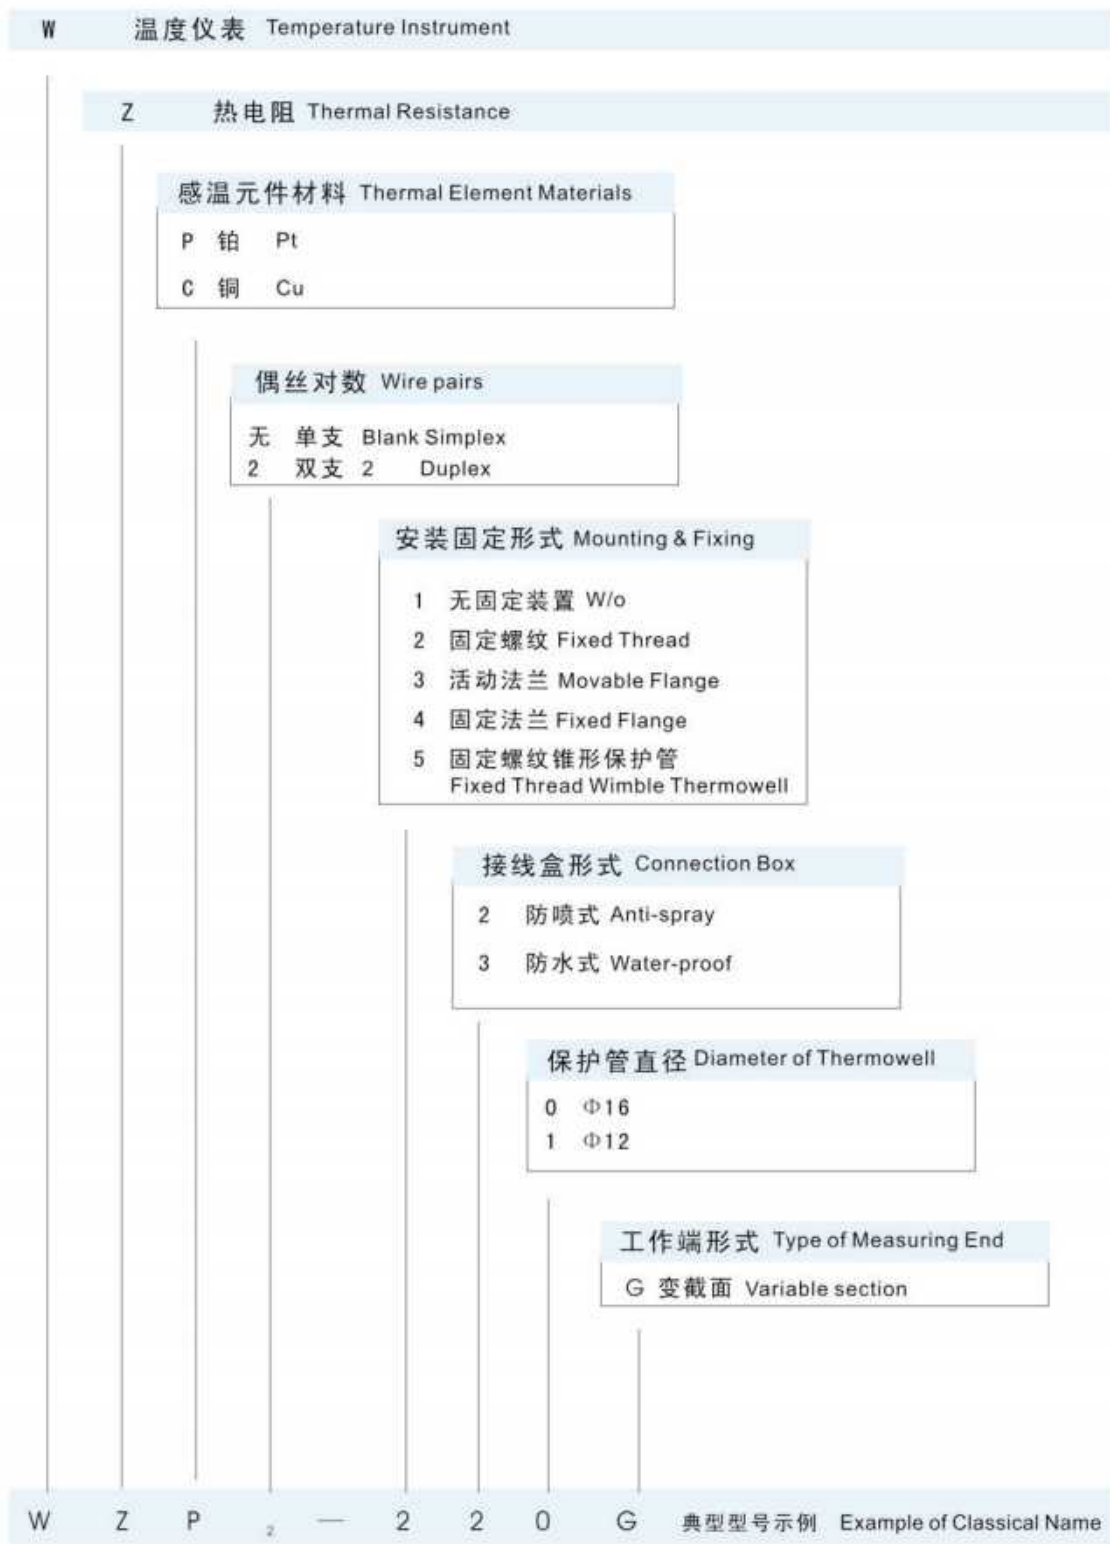 W 温度仪表 Temperature Instrument
Z 热电阻 Thermal Resistance
感温元件材料 Thermal Element Materials
P 铂 Pt
C 铜 Cu
偶丝对数 Wire pairs
无 单支 Blank Simplex
2 双支 2 Duplex
安装固定形式 Mounting & Fixing
1 无固定装置 W/o
2 固定螺纹 Fixed Thread
3 活动法兰 Movable Flange
4 固定法兰 Fixed Flange
5 固定螺纹锥形保护管
Fixed Thread Wimble Thermowell
接线盒形式 Connection Box
2 防喷式 Anti-spray
3 防水式 Water-proof
保护管直径 Diameter of Thermowell
0 Φ16
1 Φ12
工作端形式 Type of Measuring End
G 变截面 Variable section
W Z P 2 — 2 2 0 G 典型型号示例 Example of Classical Name